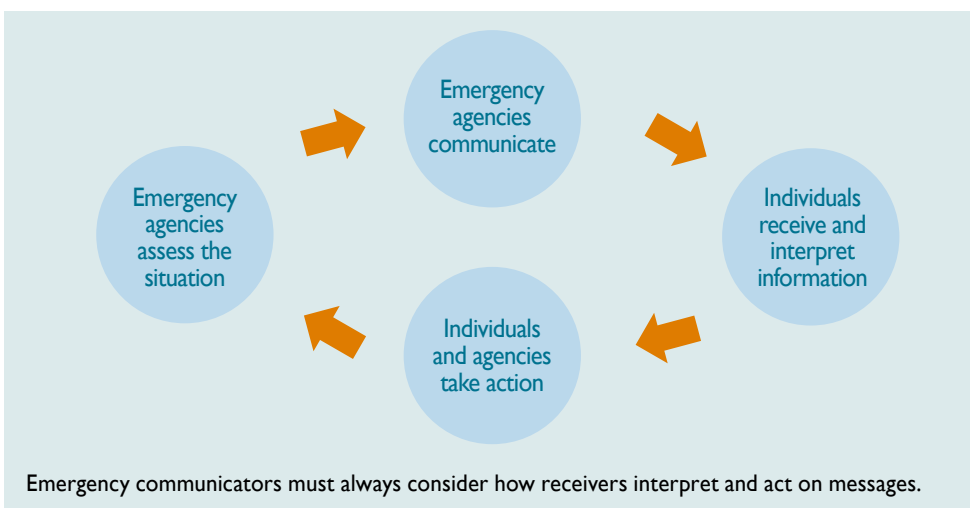 Emergency
agencies
communicate
Emergency
agencies
assess the
situation
Individuals
receive and
interpret
information
Individuals
and agencies
take action
Emergency communicators must always consider how receivers interpret and act on messages.